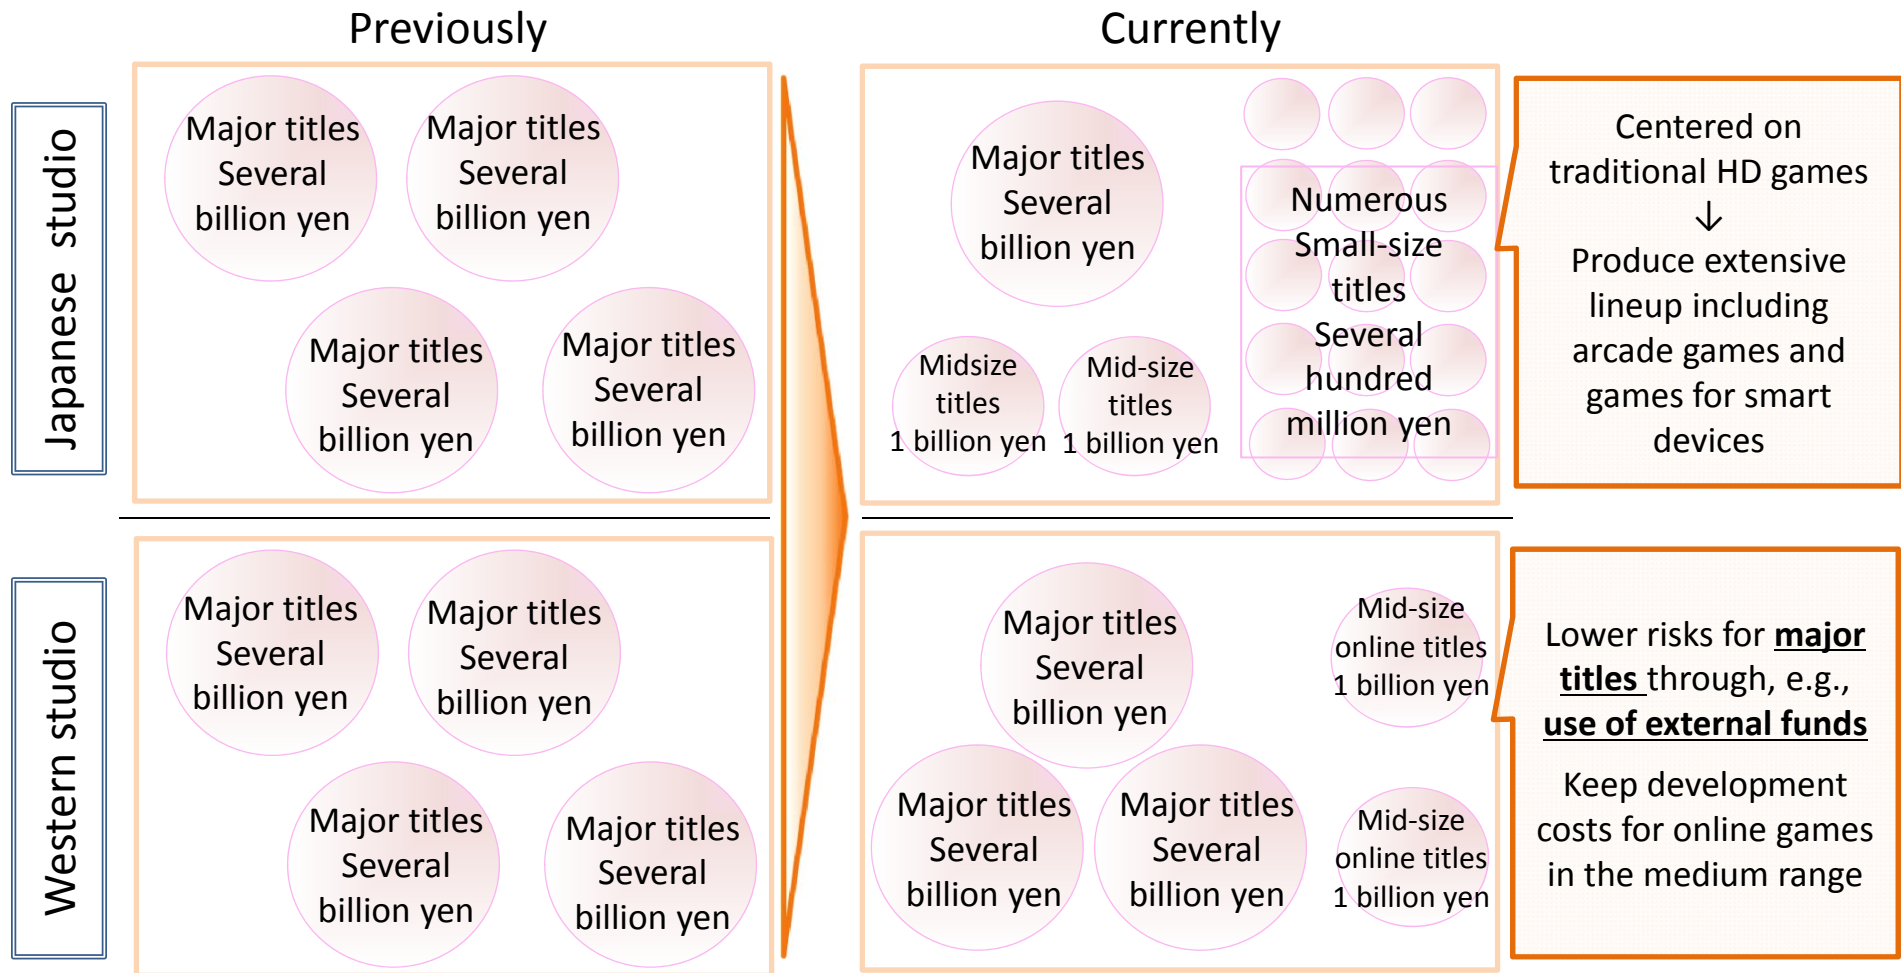 Previously
Currently
Japanese studio
Major titles
Several
billion yen
Major titles
Several
billion yen
Major titles
Several
billion yen
Major titles
Several
billion yen
Major titles
Several
billion yen
Midsize
titles
1 billion yen
Mid-size
titles
1 billion yen
Numerous
Small-size
titles
Several
hundred
million yen
Centered on
traditional HD games
↓
Produce extensive
lineup including
arcade games and
games for smart
devices
Western studio
Major titles
Several
billion yen
Major titles
Several
billion yen
Major titles
Several
billion yen
Major titles
Several
billion yen
Major titles
Several
billion yen
Major titles
Several
billion yen
Major titles
Several
billion yen
Mid-size
online titles
1 billion yen
Mid-size
online titles
1 billion yen
Lower risks for major
titles through, e.g.,
use of external funds
Keep development
costs for online games
in the medium range